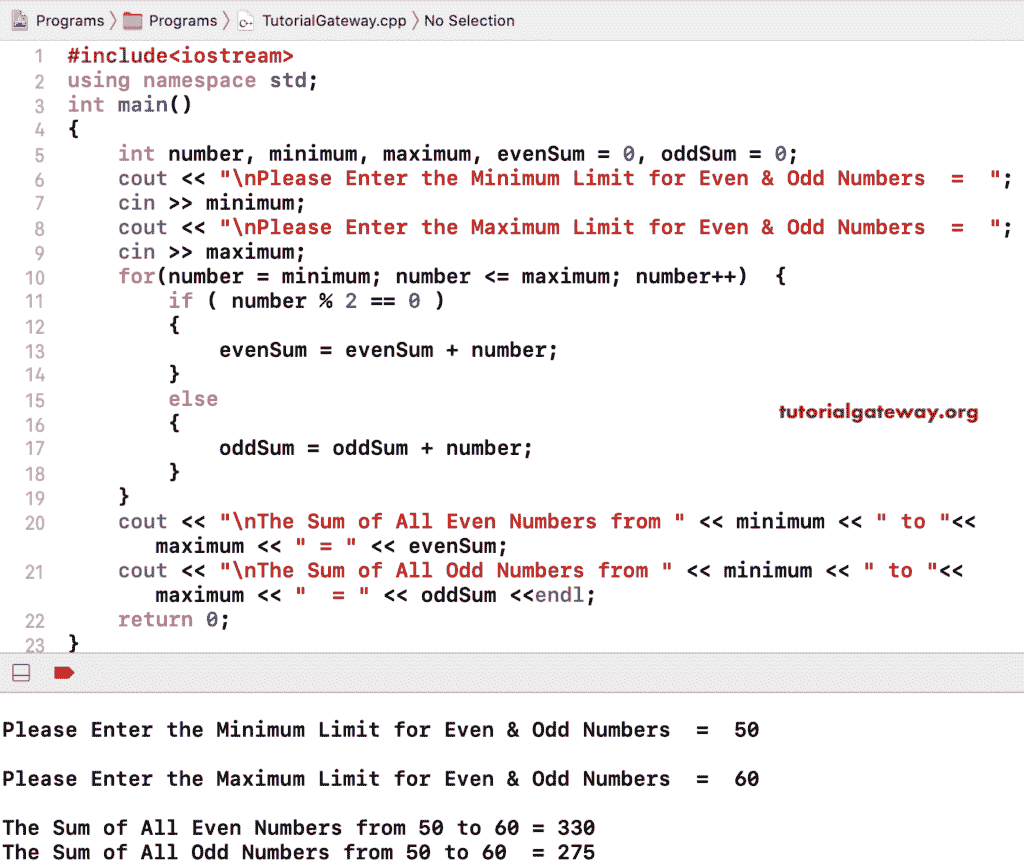 Programs Programs TutorialGateway.cpp No Selection
1 #include<iostream>
2 using namespace std;
3 int main()
4 {
5 int number, minimum, maximum, evenSum = 0, oddSum = 0;
6 cout << "\nPlease Enter the Minimum Limit for Even & Odd Numbers  =  ";
7 cin >> minimum;
8 cout << "\nPlease Enter the Maximum Limit for Even & Odd Numbers  =  ";
9 cin >> maximum;
10 for(number = minimum; number <= maximum; number++)  {
11 if ( number % 2 == 0 )
12 {
13 evenSum = evenSum + number;
14 }
15 else
16 {
tutorialgateway.org
17 oddSum = oddSum + number;
18 }
19 }
20 cout << "\nThe Sum of All Even Numbers from " << minimum << " to "<<
maximum << " = " << evenSum;
21 cout << "\nThe Sum of All Odd Numbers from " << minimum << " to "<<
maximum << "  = " << oddSum <<endl;
22 return 0;
23 }
Please Enter the Minimum Limit for Even & Odd Numbers  =  50
Please Enter the Maximum Limit for Even & Odd Numbers  =  60
The Sum of All Even Numbers from 50 to 60 = 330
The Sum of All Odd Numbers from 50 to 60  = 275